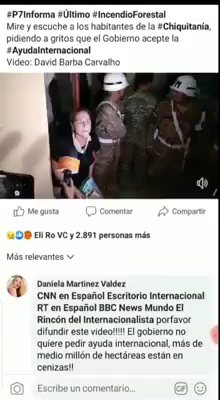 #P7Informa #Último #IncendioForestal
Mire y escuche a los habitantes de la #Chiquitanía,
pidiendo a gritos que el Gobierno acepte la
#AyudaInternacional
Video: David Barba Carvalho
Me gusta
Comentar
Compartir
Eli Ro VC y 2.891 personas más
Más relevantes
Daniela Martinez Valdez
CNN en Español Escritorio Internacional
RT en Español BBC News Mundo El
Rincón del Internacionalista porfavor
difundir este video!!!!! El gobierno no
quiere pedir ayuda internacional, más de
medio millón de hectáreas están en
cenizas!!
Escribe un comentario...
GIF